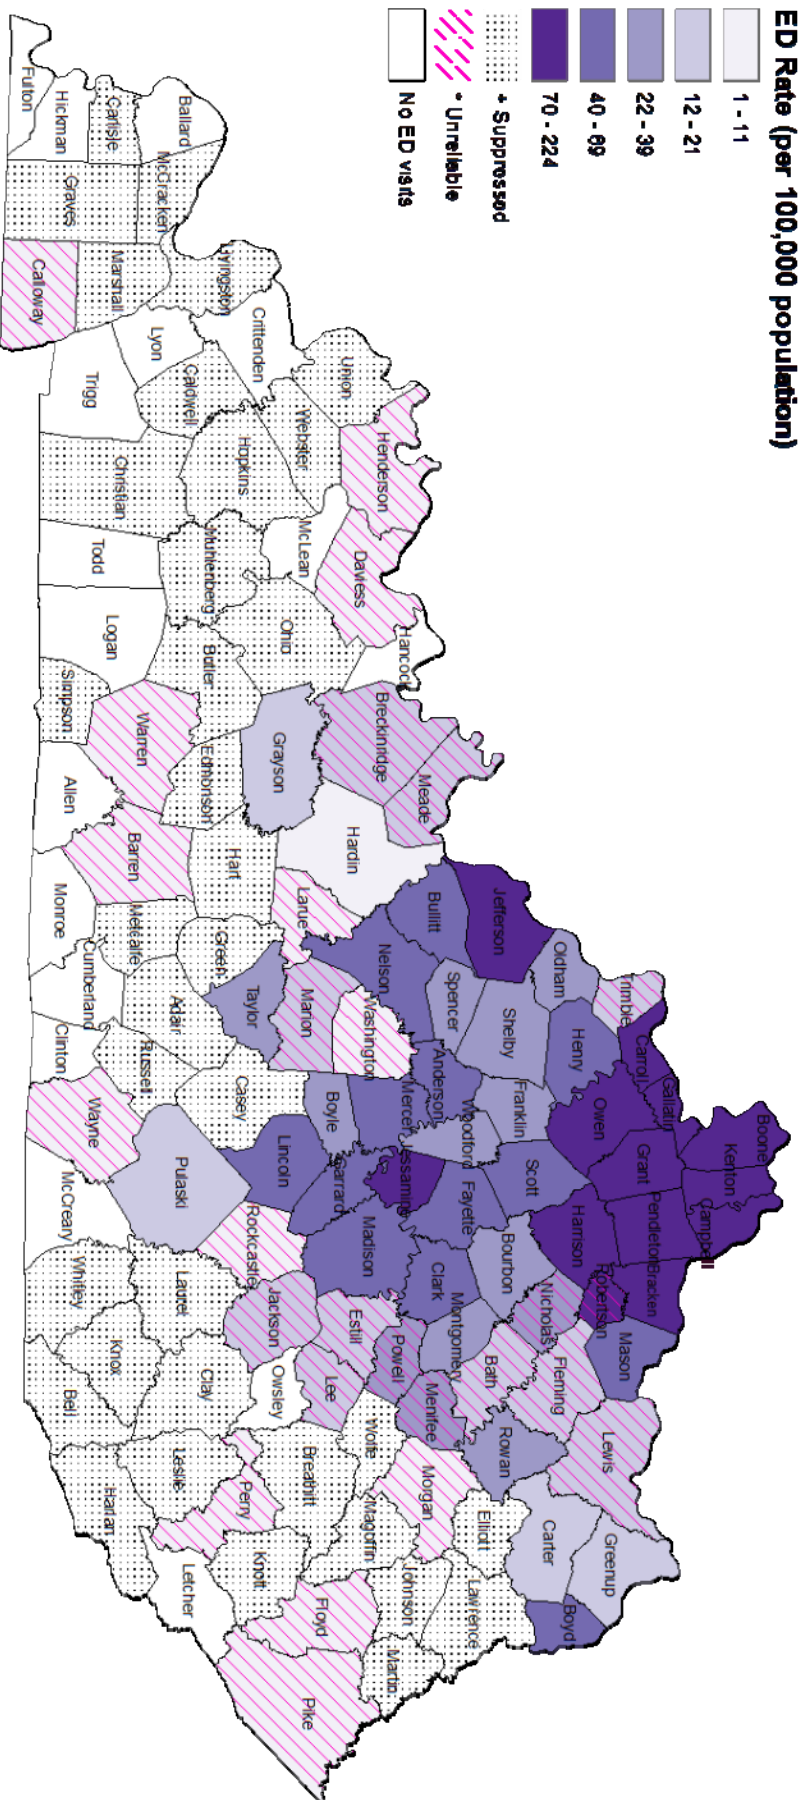 ED Rate (per 100,000 population)
1 - 11
12 - 21
22 - 39
40 - 69
70 - 224
+ Suppressed
* Unreliable
No ED visits
Boone
Kenton
Campbell
Gallatin
Carroll
Grant
Pendleton
Bracken
Trimble
Owen
Robertson
Mason
Lewis
Greenup
Oldham
Henry
Harrison
Nicholas
Fleming
Boyd
Carter
Jefferson
Shelby
Franklin
Scott
Bourbon
Bath
Rowan
Elliott
Lawrence
Bullitt
Spencer
Anderson
Woodford
Fayette
Clark
Montgomery
Menifee
Morgan
Johnson
Martin
Meade
Breckinridge
Hancock
Nelson
Washington
Mercer
essamine
Madison
Powell
Wolfe
Magoffin
Floyd
Pike
Henderson
Daviess
Hardin
Larue
Marion
Boyle
Garrard
Estill
Lee
Breathitt
Union
Webster
McLean
Ohio
Grayson
Taylor
Lincoln
Rockcastle
Jackson
Owsley
Perry
Knott
Letcher
Crittenden
Livingston
Hopkins
Muhlenberg
Butler
Edmonson
Hart
Green
Casey
Pulaski
Laurel
Clay
Leslie
Harlan
Ballard
McCracken
Lyon
Caldwell
Warren
Barren
Metcalfe
Adair
Russell
Carlisle
Marshall
Christian
Logan
Simpson
Allen
Monroe
Cumberland
Clinton
Wayne
McCreary
Whitley
Knox
Bell
Hickman
Graves
Trigg
Todd
Fulton
Calloway